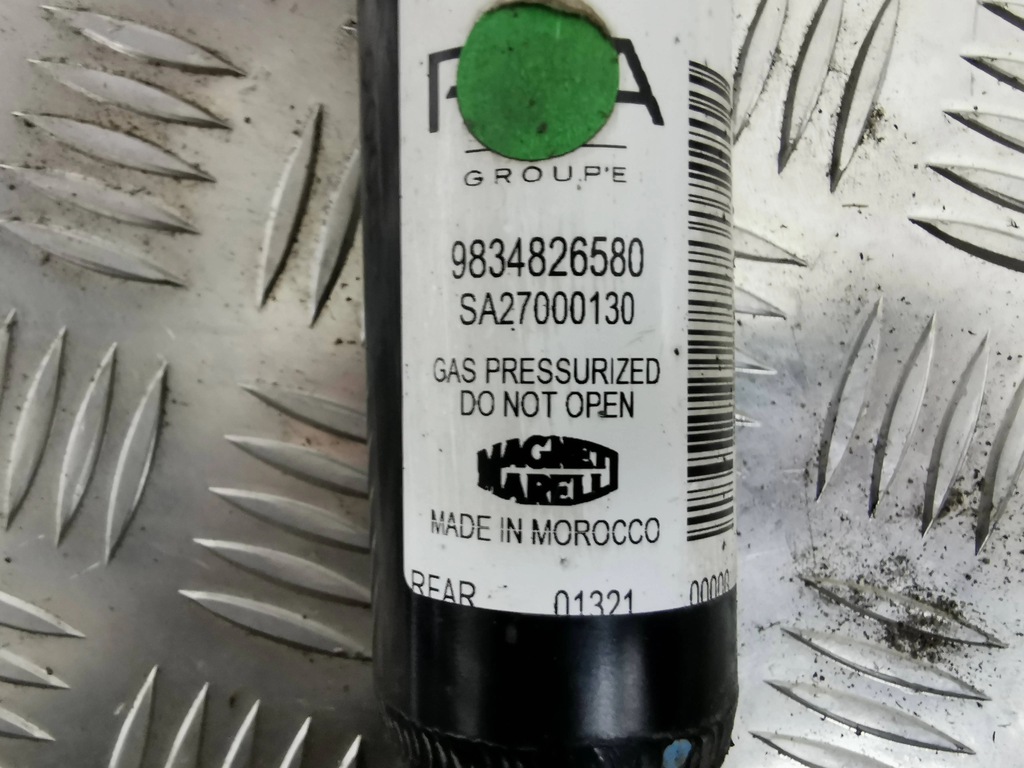 GROUPE
9834826580
SA27000130
GAS PRESSURIZED
DO NOT OPEN
MAGNETI
MARELLI
MADE IN MOROCCO
REAR 01321